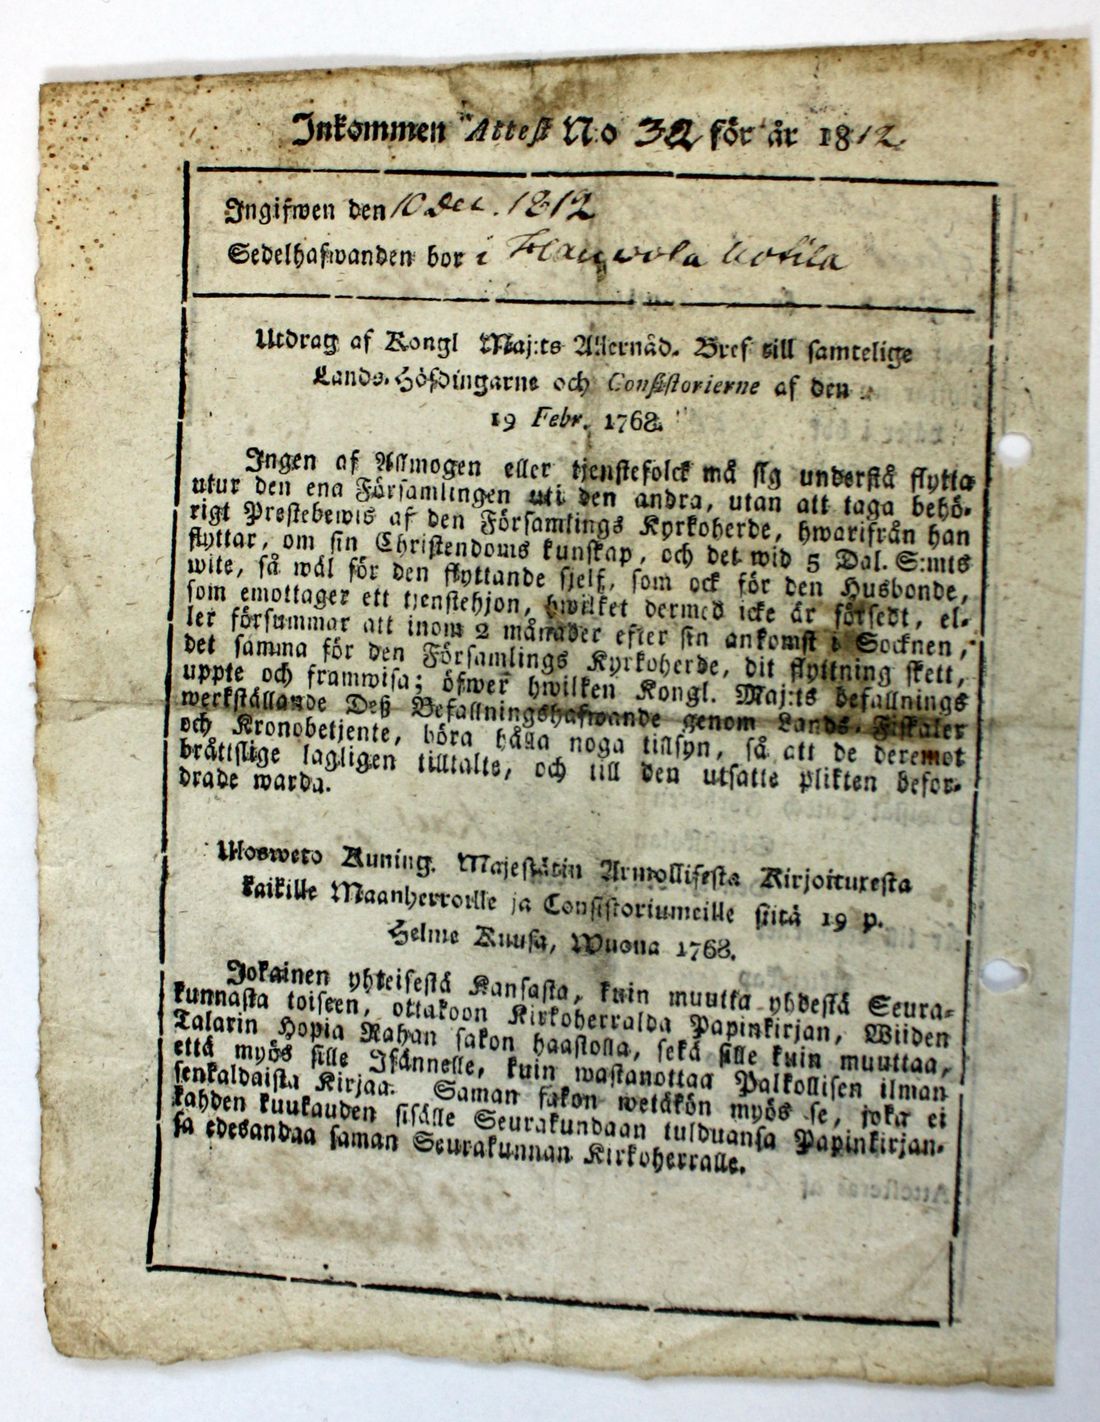 Inkommen Attest No 32 för år 1812.
Ingifwen den 10 Dec. 1812
Sedelhafwanden bor i
Utdrag af Kongl Maj:ts Allernåd. Bref till samtelige
Lands-Höfdingarne och Consistorierne af den
19 Febr. 1768.
Ingen af Allmogen eller tjenstefolck må sig understå flytta
utur den ena Församlingen uti den andra, utan att taga behö-
rigt Prestebewis af den Församlings Kyrkoherde, hwarifrån han
flyttar, om sin Christendoms kunskap, och det wid 5 Dal. S:mts
wite, så wäl för den flyttande sjelf, som ock för den Husbonde,
som emottager ett tjenstehjon, hwilket dermed icke är försedt, el-
ler försummar att inom 2 månader efter sin ankomst i Socknen,
det samma för den Församlings Kyrkoherde, dit flyttning skett,
uppte och framwisa; öfwer hwilken Kongl. Maj:ts befallnings
werkställande Deß Befallningshafwande genom Lands-Fiskaler
och Kronobetjente, böra hålla noga tillsyn, så att de deremot
bråttslige lagligen tilltalte, och till den utsatte plikten befor-
drade warda.
Ulosweto Kuning. Majestätin Armollisesta Kirjoituxesta
kaikille Maanherroille ja Consistoriumeille siitä 19 p.
Helme Kuusa, Wuona 1768.
Jokainen yhteisestä Kansasta, kuin muutta yhdestä Seura-
kunnasta toiseen, ottakoon Kirkoherralda Papinkirjan, Wiiden
Talarin Hopia Rahan sakon haastolla, sekä sille kuin muuttaa,
että myös sille Isännelle, kuin wastanottaa Palkollisen ilman
senkaldaista Kirjaa. Saman sakon wetäkön myös se, joka ei
kahden kuukauden sisälle Seurakundaan tulduansa Papinkirjan-
sa edesandaa saman Seurakunnan Kirkoherralle.